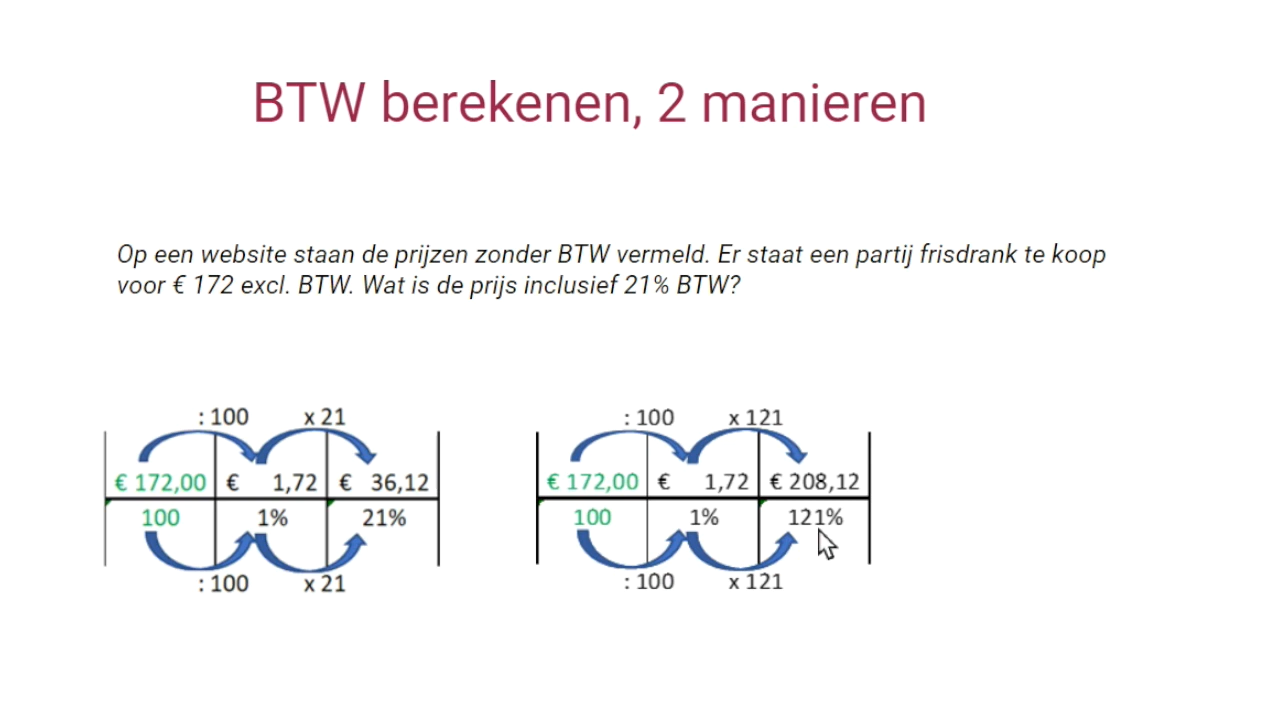 BTW berekenen, 2 manieren
Op een website staan de prijzen zonder BTW vermeld. Er staat een partij frisdrank te koop
voor € 172 excl. BTW. Wat is de prijs inclusief 21% BTW?
: 100 x 21
€ 172,00 € 1,72 € 36,12
100 1% 21%
: 100 x 21
: 100 x 121
€ 172,00 € 1,72 € 208,12
100 1% 121%
: 100 x 121